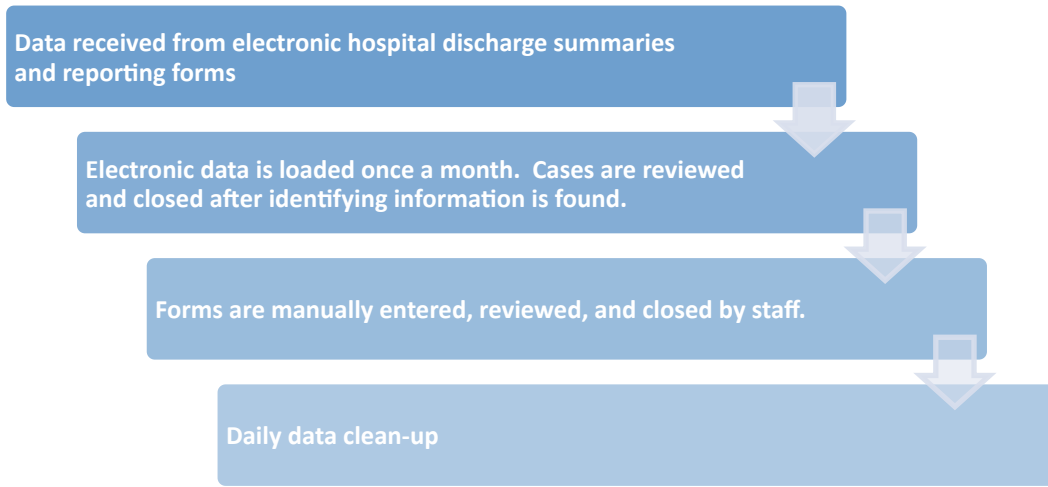 Data received from electronic hospital discharge summaries
and reporting forms
Electronic data is loaded once a month.  Cases are reviewed
and closed after identifying information is found.
Forms are manually entered, reviewed, and closed by staff.
Daily data clean-up